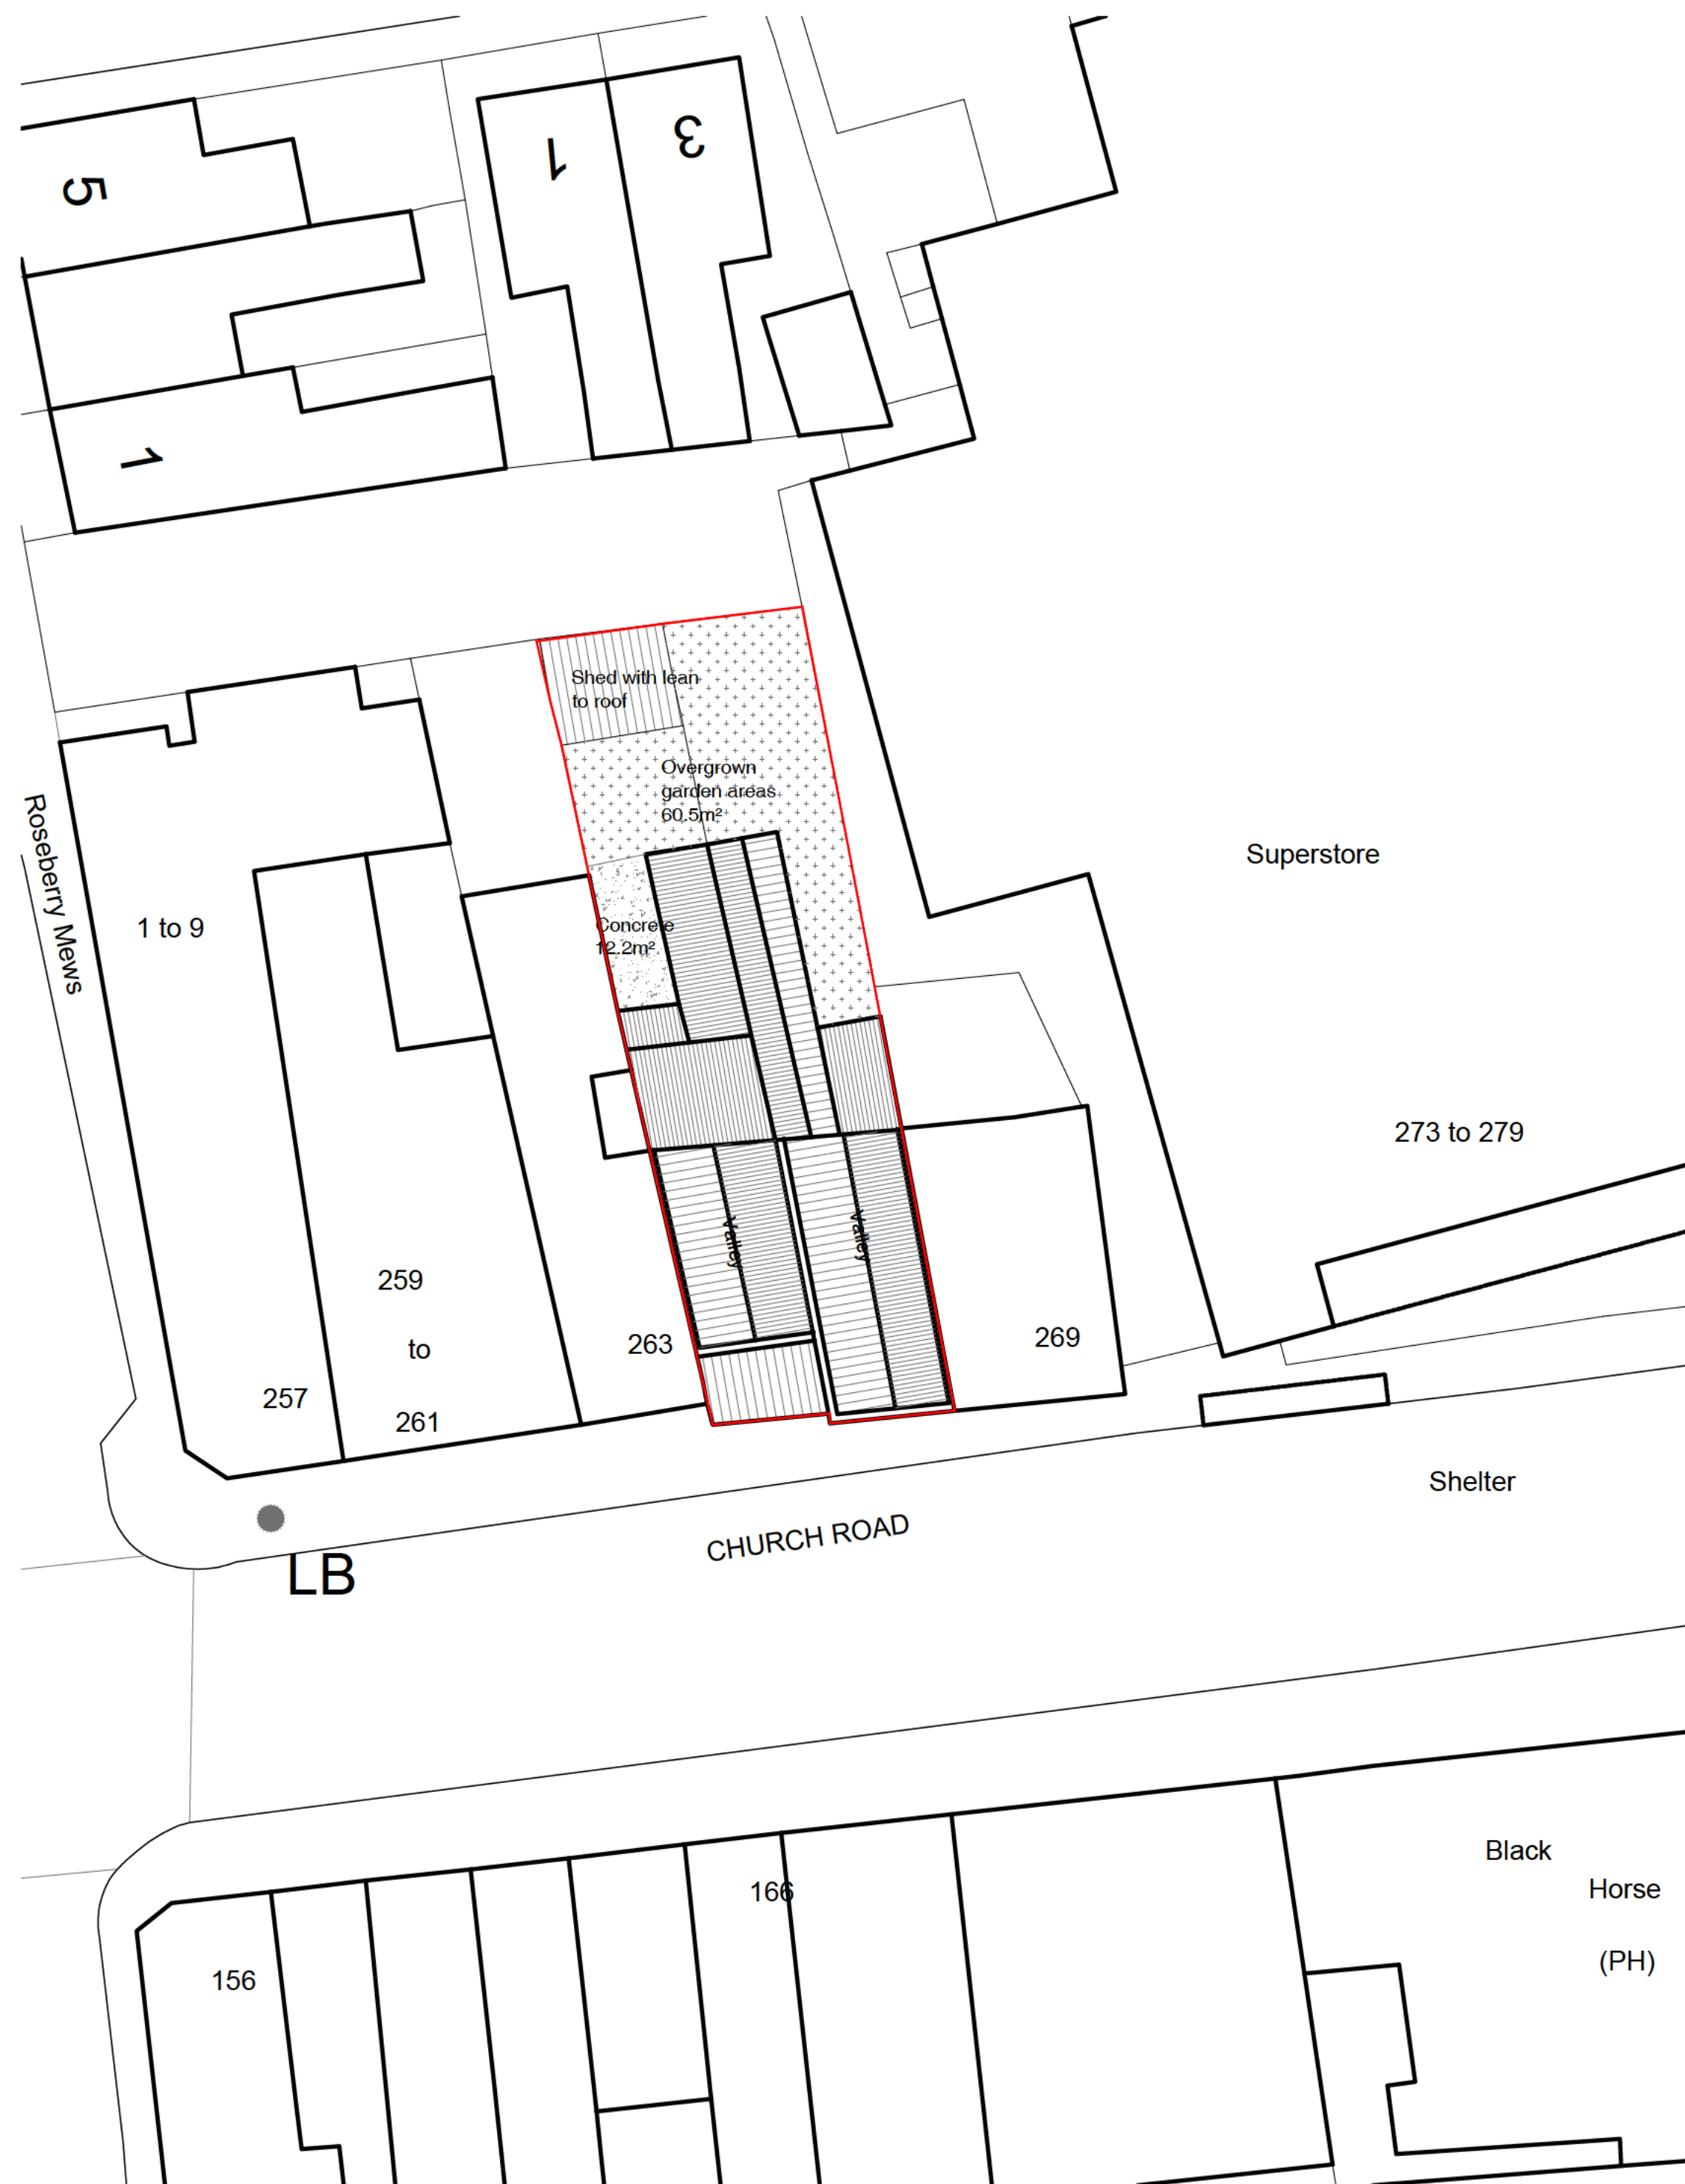 3
1
5
1
Shed with lean
to roof
Overgrown
garden areas
60.5m²
Superstore
Roseberry Mews
1 to 9
Concrete
12.2m²
273 to 279
Valley
Valley
259
to
261
263
269
257
Shelter
CHURCH ROAD
LB
Black
Horse
(PH)
166
156